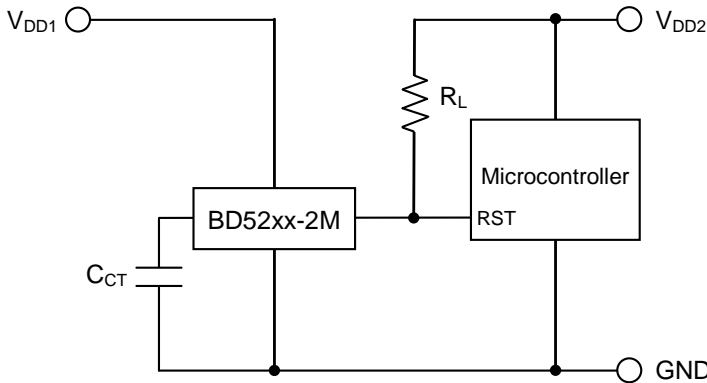 VDD1
VDD2
RL
Microcontroller
BD52xx-2M
RST
CCT
GND